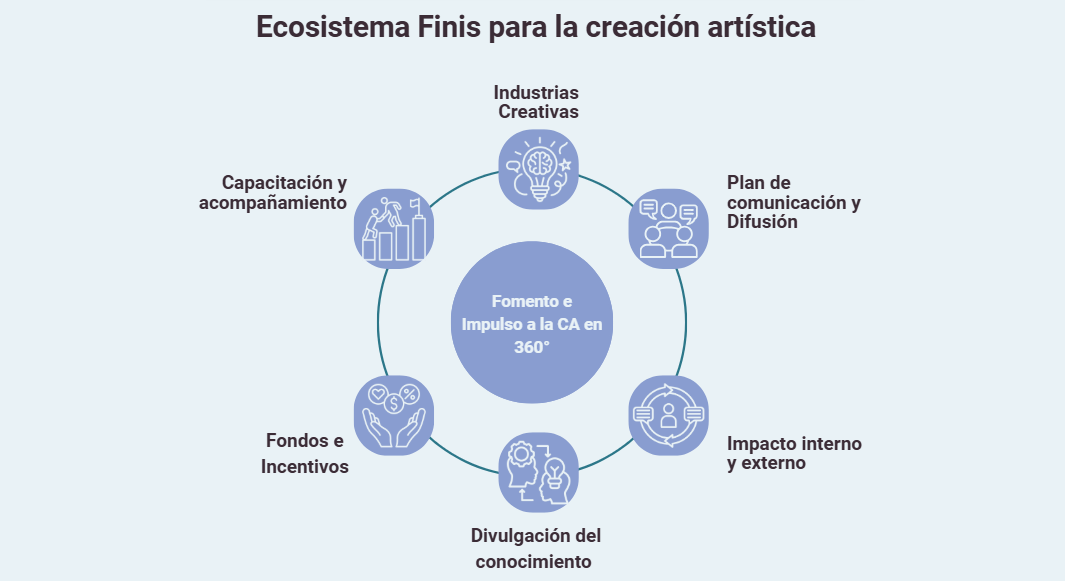 Ecosistema Finis para la creación artística
Industrias
Creativas
Capacitación y
acompañamiento
Plan de
comunicación y
Difusión
Fomento e
Impulso a la CA en
360°
Fondos e
Incentivos
Impacto interno
y externo
Divulgación del
conocimiento